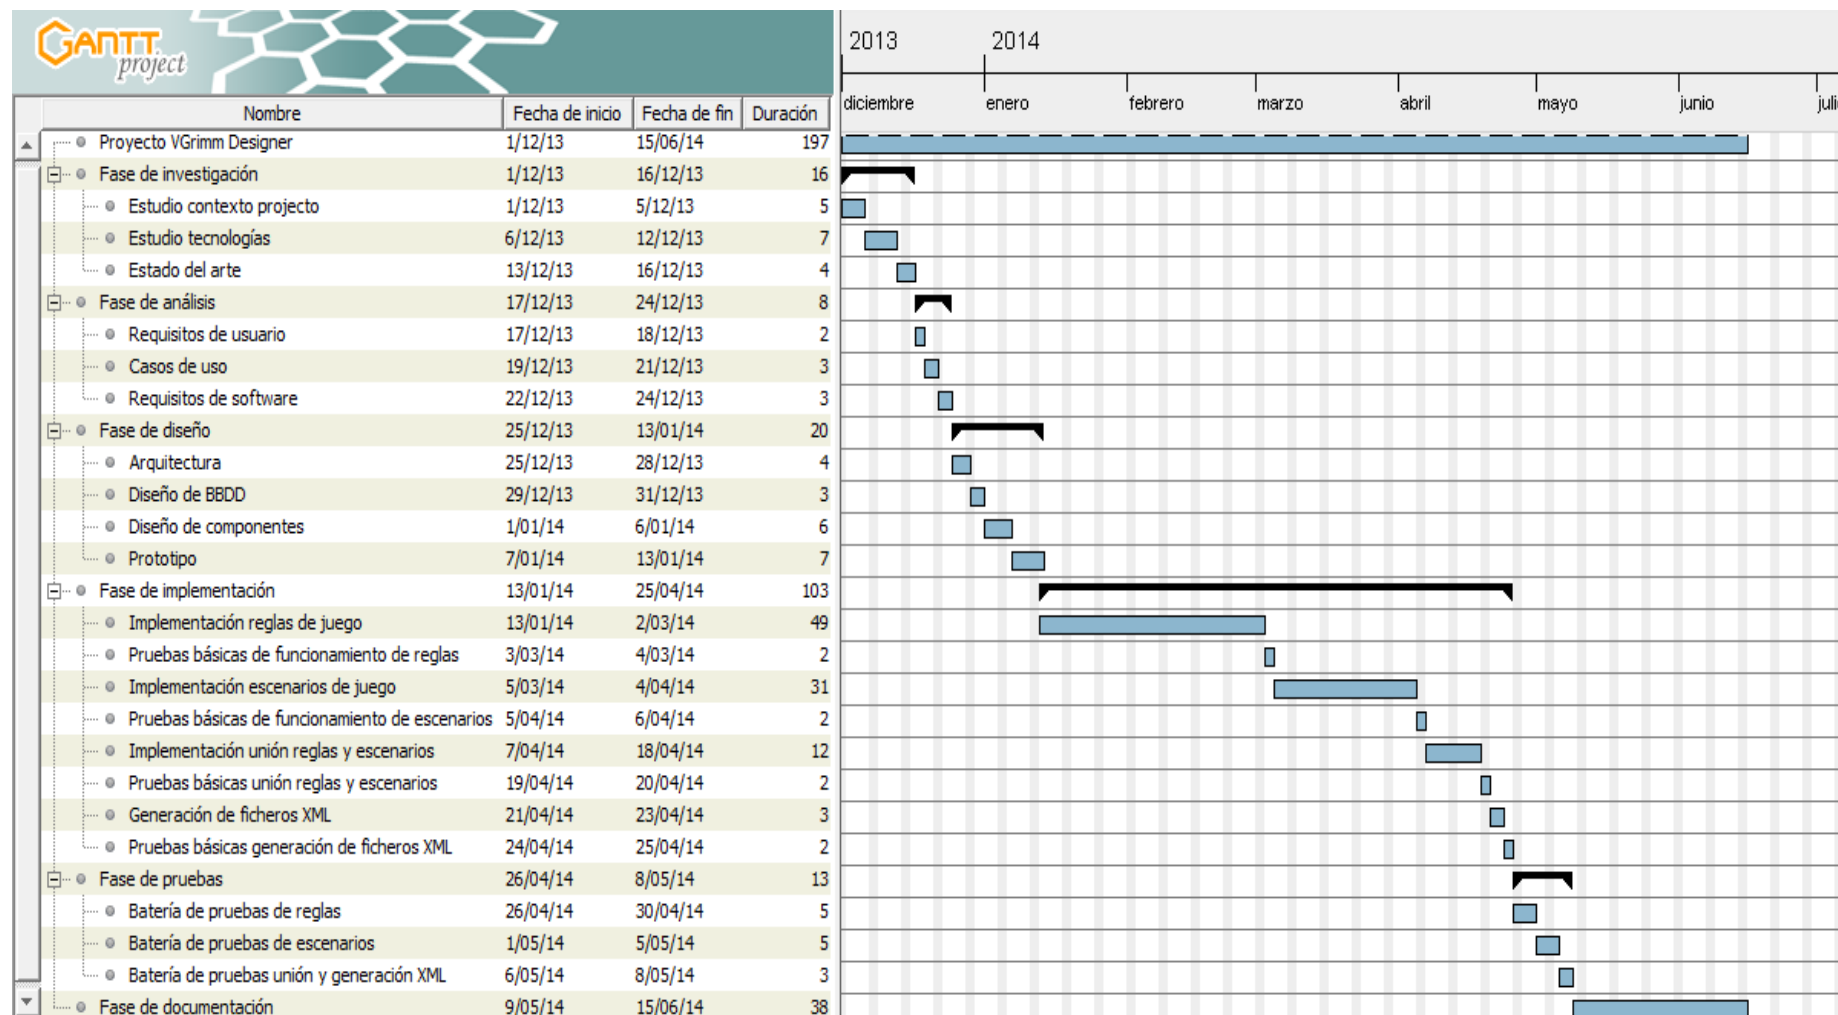 GANTT
project
2013 2014
diciembre enero febrero marzo abril mayo junio juli
Nombre Fecha de inicio Fecha de fin Duración
Proyecto VGrimm Designer 1/12/13 15/06/14 197
Fase de investigación 1/12/13 16/12/13 16
Estudio contexto projecto 1/12/13 5/12/13 5
Estudio tecnologías 6/12/13 12/12/13 7
Estado del arte 13/12/13 16/12/13 4
Fase de análisis 17/12/13 24/12/13 8
Requisitos de usuario 17/12/13 18/12/13 2
Casos de uso 19/12/13 21/12/13 3
Requisitos de software 22/12/13 24/12/13 3
Fase de diseño 25/12/13 13/01/14 20
Arquitectura 25/12/13 28/12/13 4
Diseño de BBDD 29/12/13 31/12/13 3
Diseño de componentes 1/01/14 6/01/14 6
Prototipo 7/01/14 13/01/14 7
Fase de implementación 13/01/14 25/04/14 103
Implementación reglas de juego 13/01/14 2/03/14 49
Pruebas básicas de funcionamiento de reglas 3/03/14 4/03/14 2
Implementación escenarios de juego 5/03/14 4/04/14 31
Pruebas básicas de funcionamiento de escenarios 5/04/14 6/04/14 2
Implementación unión reglas y escenarios 7/04/14 18/04/14 12
Pruebas básicas unión reglas y escenarios 19/04/14 20/04/14 2
Generación de ficheros XML 21/04/14 23/04/14 3
Pruebas básicas generación de ficheros XML 24/04/14 25/04/14 2
Fase de pruebas 26/04/14 8/05/14 13
Batería de pruebas de reglas 26/04/14 30/04/14 5
Batería de pruebas de escenarios 1/05/14 5/05/14 5
Batería de pruebas unión y generación XML 6/05/14 8/05/14 3
Fase de documentación 9/05/14 15/06/14 38